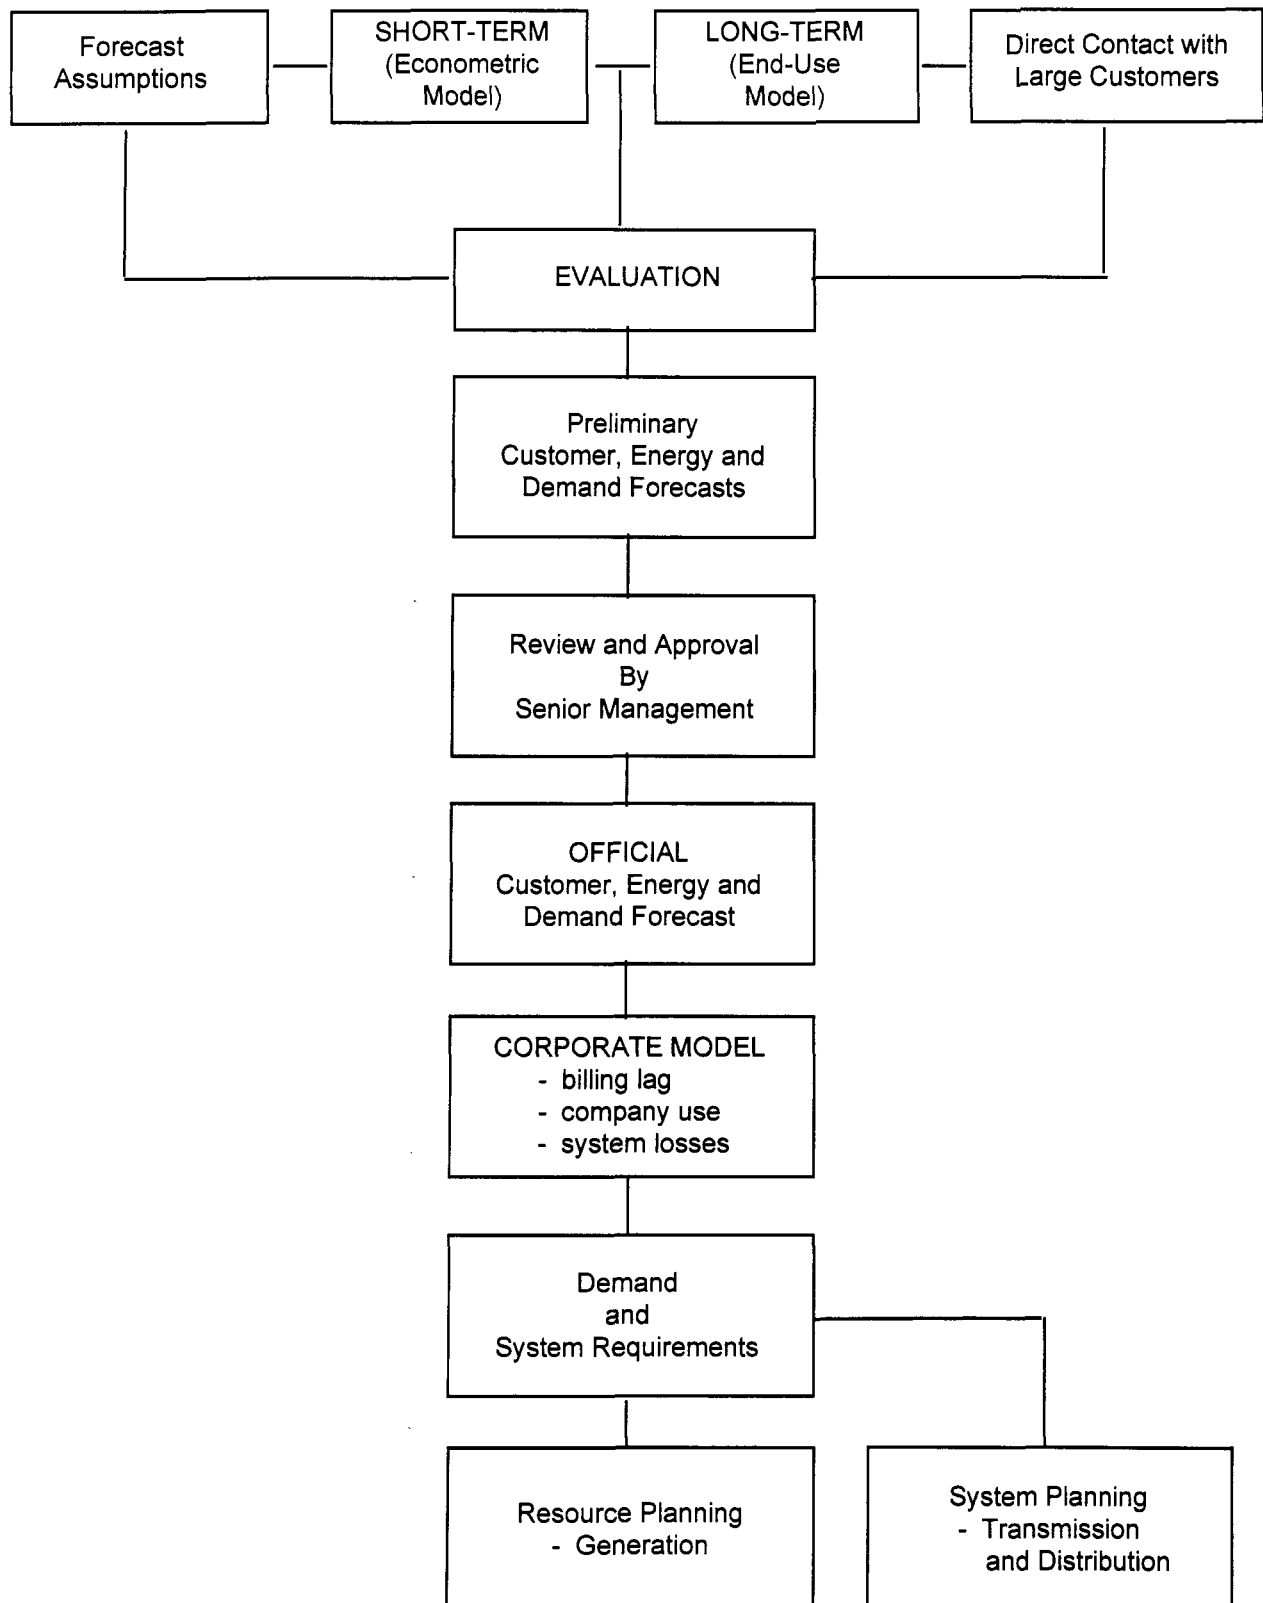 Forecast
Assumptions
SHORT-TERM
(Econometric
Model)
LONG-TERM
(End-Use
Model)
Direct Contact with
Large Customers
EVALUATION
Preliminary
Customer, Energy and
Demand Forecasts
Review and Approval
By
Senior Management
OFFICIAL
Customer, Energy and
Demand Forecast
CORPORATE MODEL
- billing lag
- company use
- system losses
Demand
and
System Requirements
Resource Planning
- Generation
System Planning
- Transmission
and Distribution